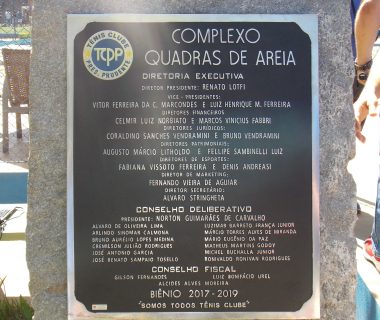 TÊNIS CLUBE
TCPP
PRES. PRUDENTE
COMPLEXO
QUADRAS DE AREIA
DIRETORIA EXECUTIVA
DIRETOR PRESIDENTE: RENATO LOTFI
VICE-PRESIDENTES:
VITOR FERREIRA DA C. MARCONDES E LUIZ HENRIQUE M. FERREIRA
DIRETORES FINANCEIROS
CELMIR LUIZ NORBIATO E MARCOS VINICIUS FABBRI
DIRETORES JURÍDICOS:
CORALDINO SANCHES VENDRAMINI E BRUNO VENDRAMINI
DIRETORES PATRIMONIAIS:
AUGUSTO MÁRCIO LITHOLDO E FELLIPE SAMBINELLI LUIZ
DIRETORES DE ESPORTES:
FABIANA VISSOTO FERREIRA E DENIS ANDREASI
DIRETOR DE MARKETING:
FERNANDO VIEIRA DE AGUIAR
DIRETOR SECRETÁRIO:
ALVARO STRINGHETA
CONSELHO DELIBERATIVO
PRESIDENTE: NORTON GUIMARÃES DE CARVALHO
ALVARO DE OLIVEIRA LIMA LUZIMAR BARRETO FRANÇA JUNIOR
ARLINDO SINOMAR CALMONA MÁRCIO TORRES ALVES DE MIRANDA
BRUNO AURÉLIO LOPES MEDINA MÁRIO EUGÊNIO DA PAZ
CREMILSON JULIÃO RODRIGUES MATHEUS MARTINS GODOY
JOSÉ ANTONIO GARCIA MICHEL BUCHALLA JUNIOR
JOSÉ RENATO SAMPAIO TOSELLO RONIVALDO RONIVAN RODRIGUES
CONSELHO FISCAL
GILSON FERNANDES LUIZ BONIFÁCIO UREL
ALCIDES ALVES MOREIRA
BIÊNIO 2017-2019
"SOMOS TODOS TÊNIS CLUBE"